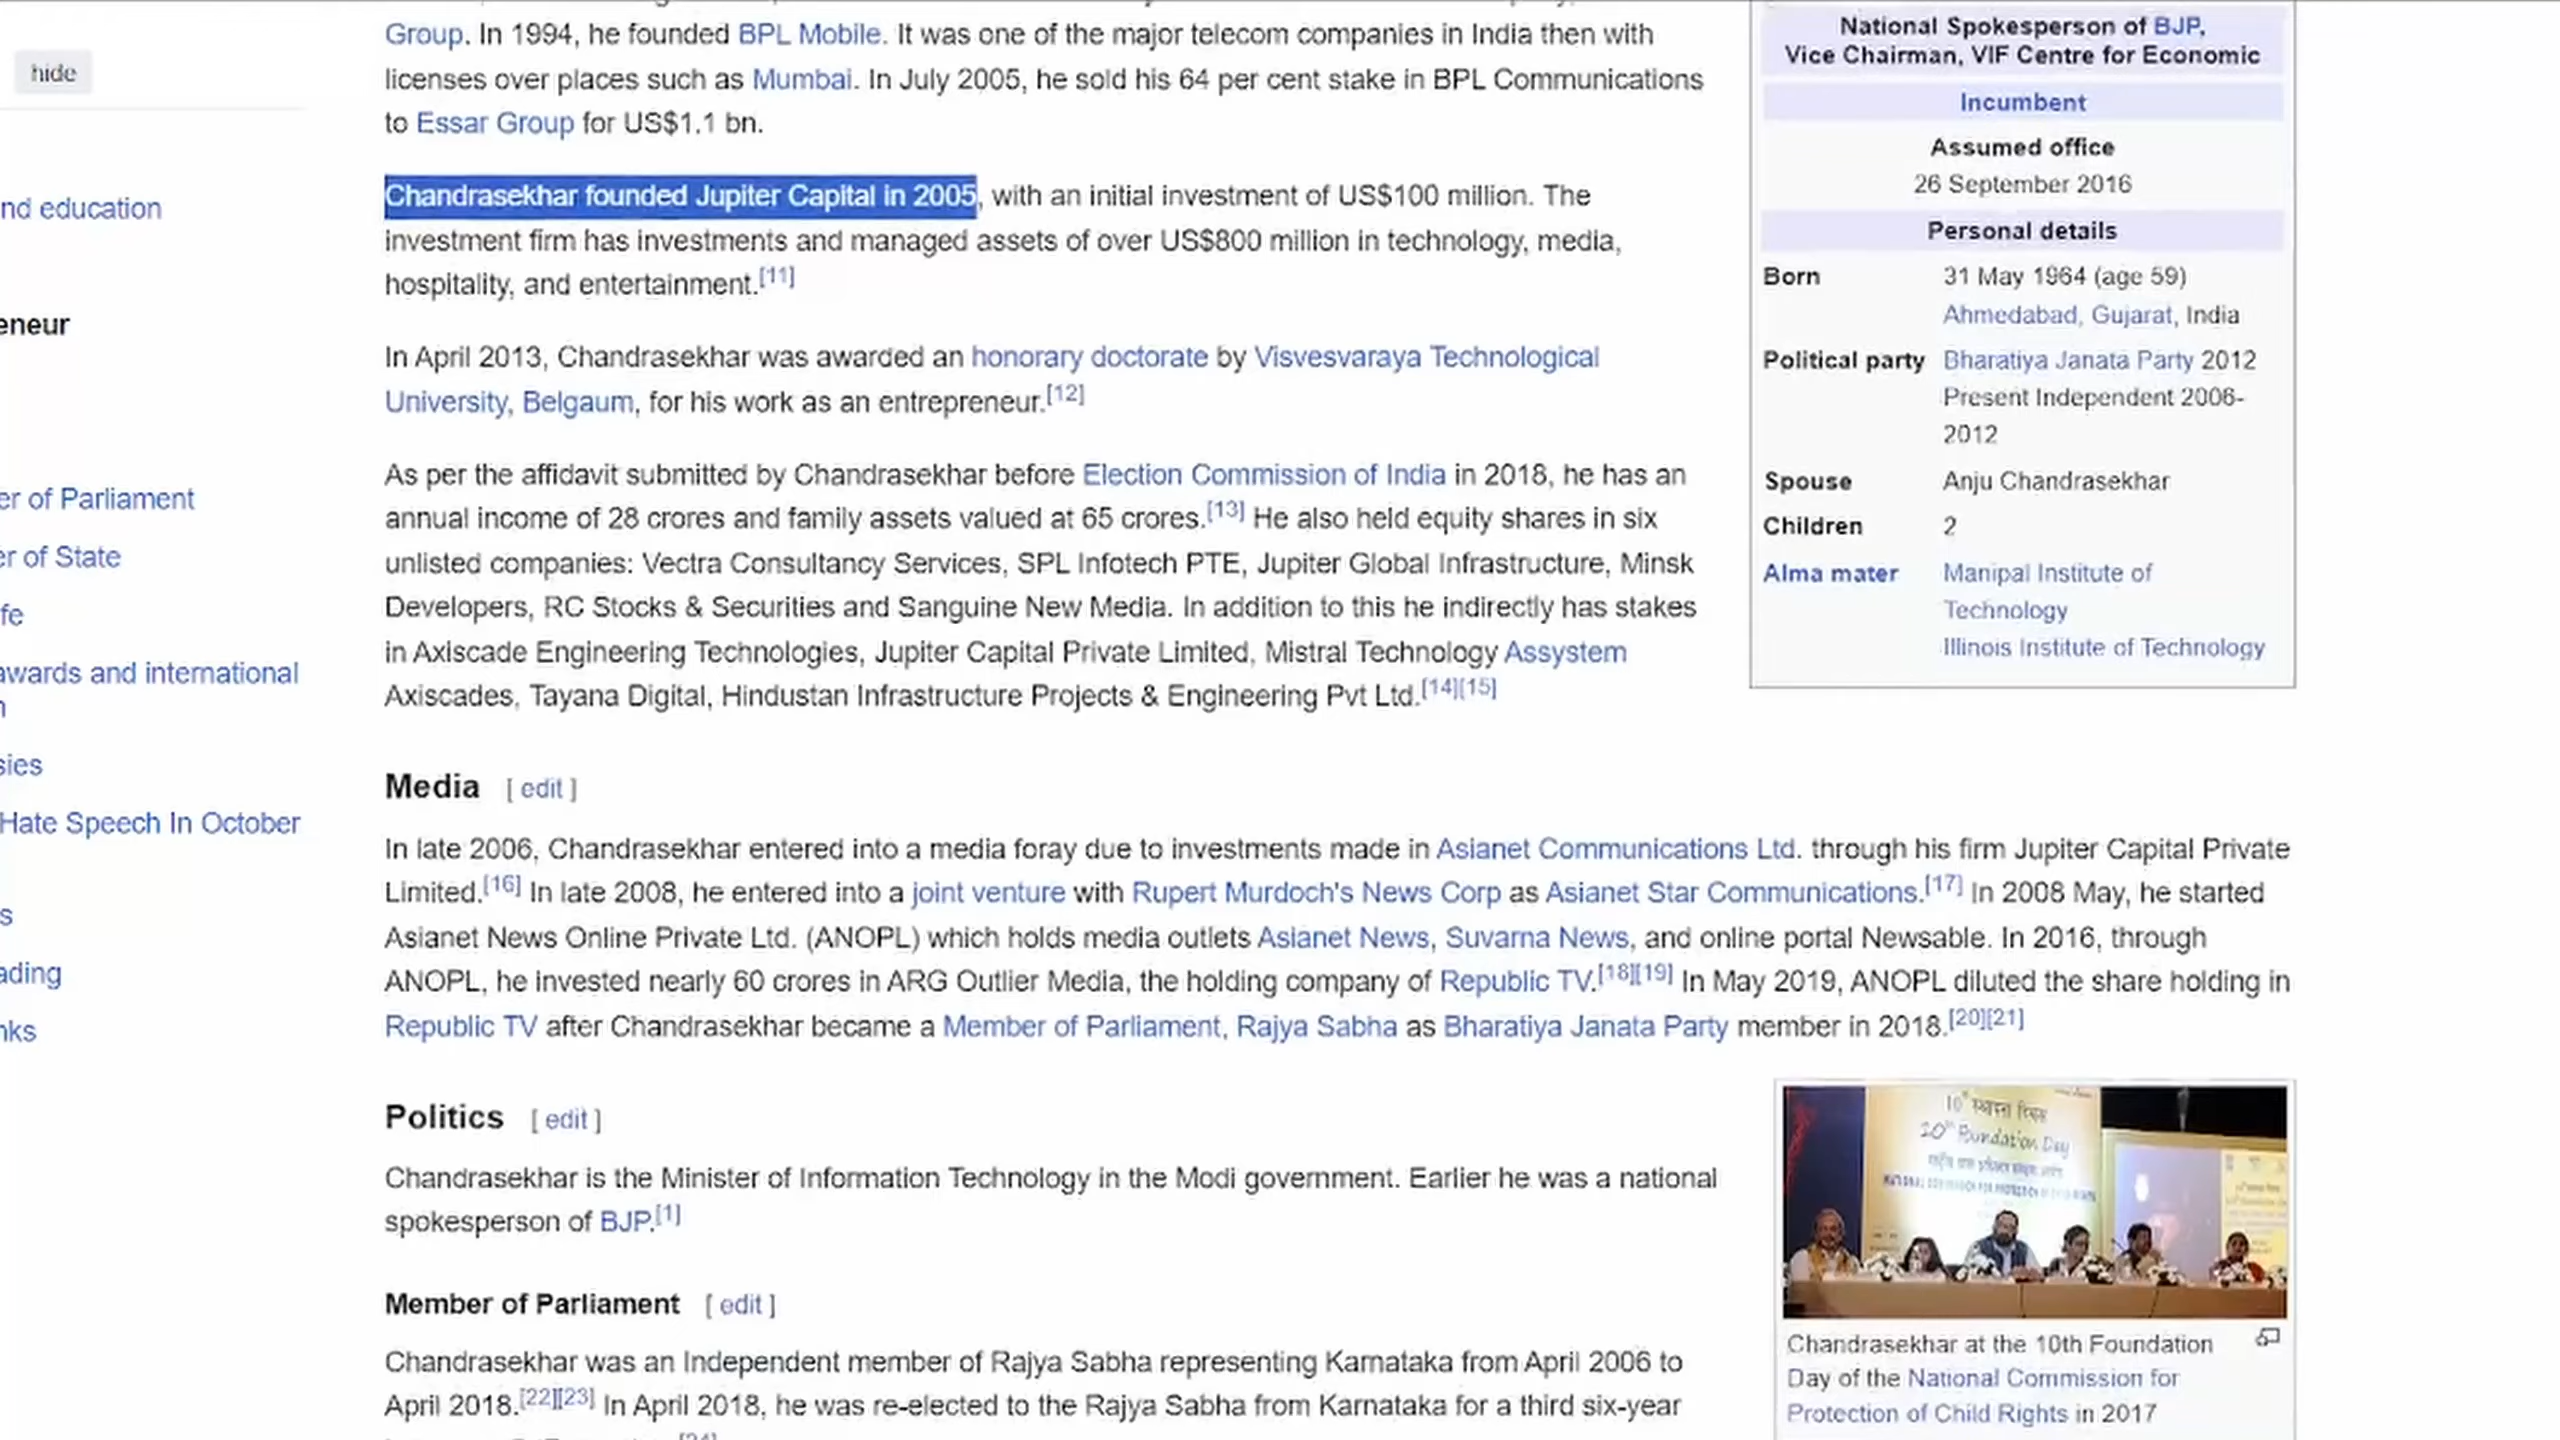 hide
nd education
eneur
er of Parliament
er of State
fe
awards and international
n
sies
Hate Speech In October
s
ading
nks
Group. In 1994, he founded BPL Mobile. It was one of the major telecom companies in India then with
licenses over places such as Mumbai. In July 2005, he sold his 64 per cent stake in BPL Communications
to Essar Group for US$1.1 bn.
Chandrasekhar founded Jupiter Capital in 2005, with an initial investment of US$100 million. The
investment firm has investments and managed assets of over US$800 million in technology, media,
hospitality, and entertainment.[11]
In April 2013, Chandrasekhar was awarded an honorary doctorate by Visvesvaraya Technological
University, Belgaum, for his work as an entrepreneur.[12]
As per the affidavit submitted by Chandrasekhar before Election Commission of India in 2018, he has an
annual income of 28 crores and family assets valued at 65 crores.[13] He also held equity shares in six
unlisted companies: Vectra Consultancy Services, SPL Infotech PTE, Jupiter Global Infrastructure, Minsk
Developers, RC Stocks & Securities and Sanguine New Media. In addition to this he indirectly has stakes
in Axiscade Engineering Technologies, Jupiter Capital Private Limited, Mistral Technology Assystem
Axiscades, Tayana Digital, Hindustan Infrastructure Projects & Engineering Pvt Ltd.[14][15]
Media [ edit ]
In late 2006, Chandrasekhar entered into a media foray due to investments made in Asianet Communications Ltd. through his firm Jupiter Capital Private
Limited.[16] In late 2008, he entered into a joint venture with Rupert Murdoch's News Corp as Asianet Star Communications.[17] In 2008 May, he started
Asianet News Online Private Ltd. (ANOPL) which holds media outlets Asianet News, Suvarna News, and online portal Newsable. In 2016, through
ANOPL, he invested nearly 60 crores in ARG Outlier Media, the holding company of Republic TV.[18][19] In May 2019, ANOPL diluted the share holding in
Republic TV after Chandrasekhar became a Member of Parliament, Rajya Sabha as Bharatiya Janata Party member in 2018.[20][21]
Politics [ edit ]
Chandrasekhar is the Minister of Information Technology in the Modi government. Earlier he was a national
spokesperson of BJP.[1]
Member of Parliament [ edit ]
Chandrasekhar was an Independent member of Rajya Sabha representing Karnataka from April 2006 to
April 2018.[22][23] In April 2018, he was re-elected to the Rajya Sabha from Karnataka for a third six-year
National Spokesperson of BJP,
Vice Chairman, VIF Centre for Economic
Incumbent
Assumed office
26 September 2016
Personal details
Born 31 May 1964 (age 59)
Ahmedabad, Gujarat, India
Political party Bharatiya Janata Party 2012
Present Independent 2006-
2012
Spouse Anju Chandrasekhar
Children 2
Alma mater Manipal Institute of
Technology
Illinois Institute of Technology
Foundation Day
Chandrasekhar at the 10th Foundation
Day of the National Commission for
Protection of Child Rights in 2017